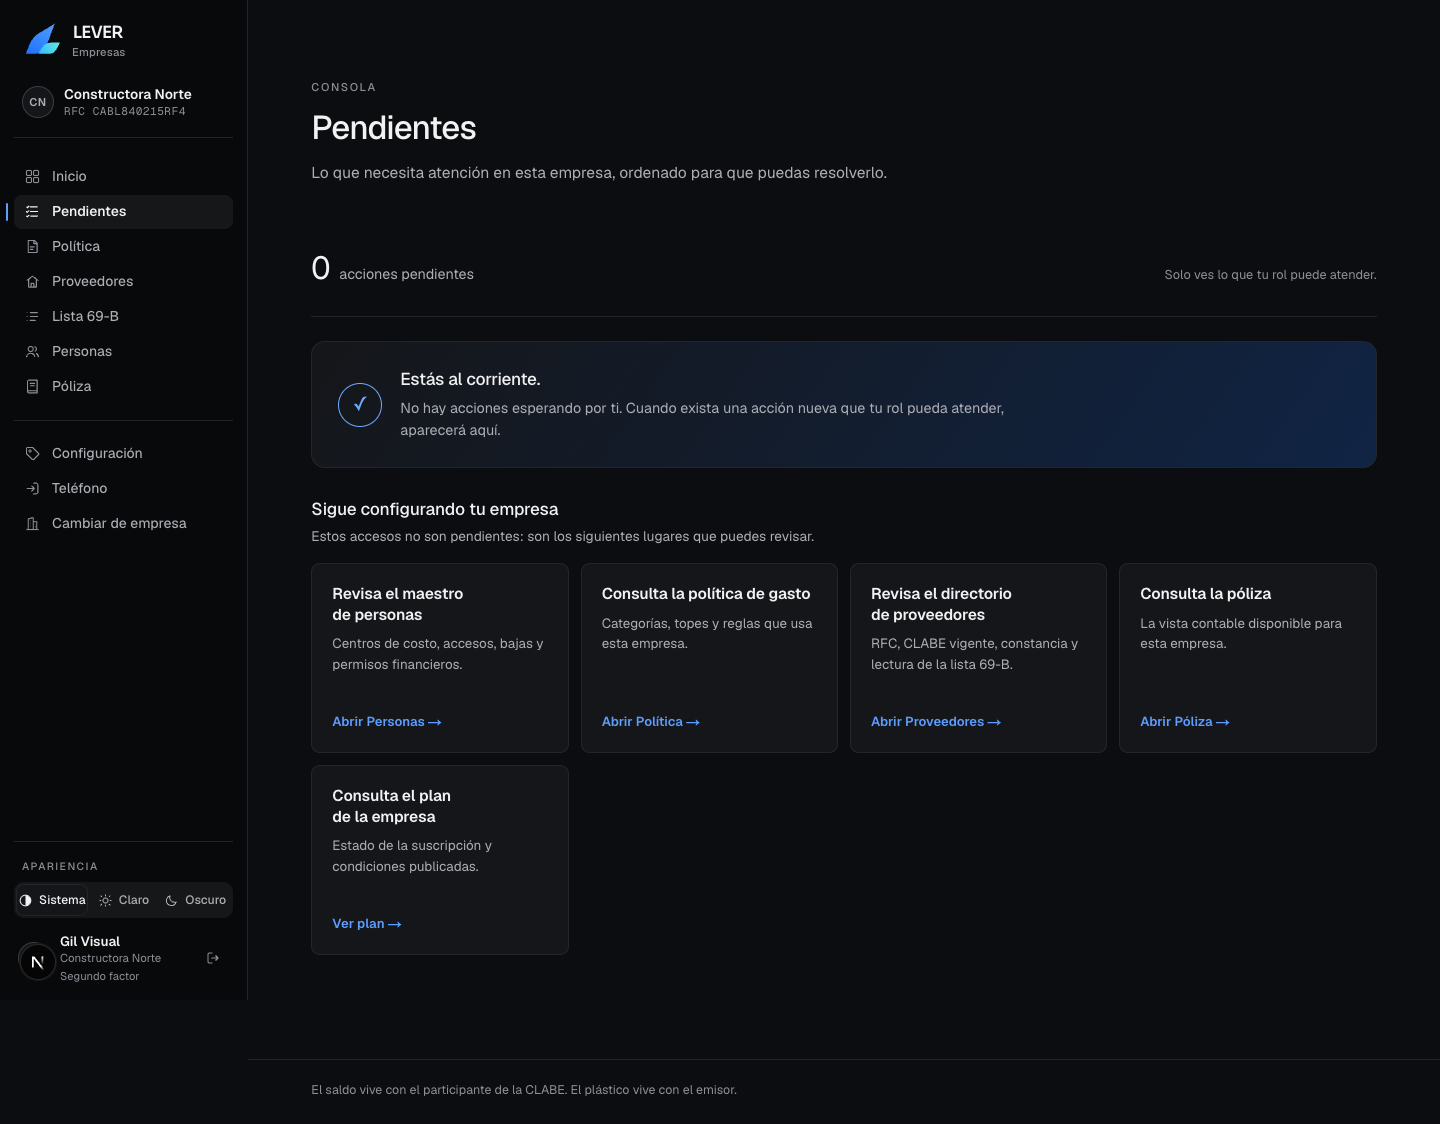 LEVER
Empresas
CN
Constructora Norte
RFC CABL840215RF4
Inicio
Pendientes
Política
Proveedores
Lista 69-B
Personas
Póliza
Configuración
Teléfono
Cambiar de empresa
APARIENCIA
Sistema
Claro
Oscuro
N
Gil Visual
Constructora Norte
Segundo factor
CONSOLA
Pendientes
Lo que necesita atención en esta empresa, ordenado para que puedas resolverlo.
0 acciones pendientes
Solo ves lo que tu rol puede atender.
Estás al corriente.
No hay acciones esperando por ti. Cuando exista una acción nueva que tu rol pueda atender,
aparecerá aquí.
Sigue configurando tu empresa
Estos accesos no son pendientes: son los siguientes lugares que puedes revisar.
Revisa el maestro
de personas
Centros de costo, accesos, bajas y
permisos financieros.
Abrir Personas →
Consulta la política de gasto
Categorías, topes y reglas que usa
esta empresa.
Abrir Política →
Revisa el directorio
de proveedores
RFC, CLABE vigente, constancia y
lectura de la lista 69-B.
Abrir Proveedores →
Consulta la póliza
La vista contable disponible para
esta empresa.
Abrir Póliza →
Consulta el plan
de la empresa
Estado de la suscripción y
condiciones publicadas.
Ver plan →
El saldo vive con el participante de la CLABE. El plástico vive con el emisor.